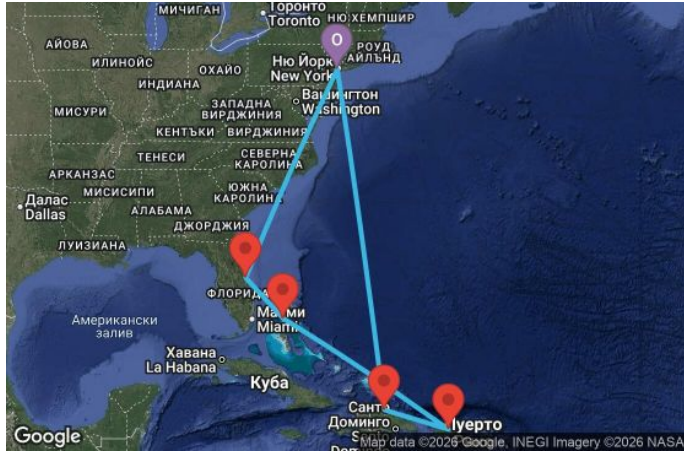 МИЧИГАН
Торонто
Toronto
НЮ ХЕМПШИР
O
РОУД
АЙЛЪНД
АЙОВА
ИЛИНОЙС
ОХАЙО
Ню Йорк
New York
ИНДИАНА
Вашингтон
Washington
ЗАПАДНА
ВИРДЖИНИЯ
МИСУРИ
КЕНТЪКИ
ВИРДЖИНИЯ
ТЕНЕСИ
СЕВЕРНА
КАРОЛИНА
АРКАНЗАС
МИСИСИПИ
ЮЖНА
КАРОЛИНА
Далас
Dallas
АЛАБАМА
ДЖОРДЖИЯ
ЛУИЗИАНА
ФЛОРИДА
Miami
Американски
залив
Хавана
La Habana
Куба
Санто
Доминго
Google
Map data ©2026 Google, INEGI Imagery ©2026 NASA